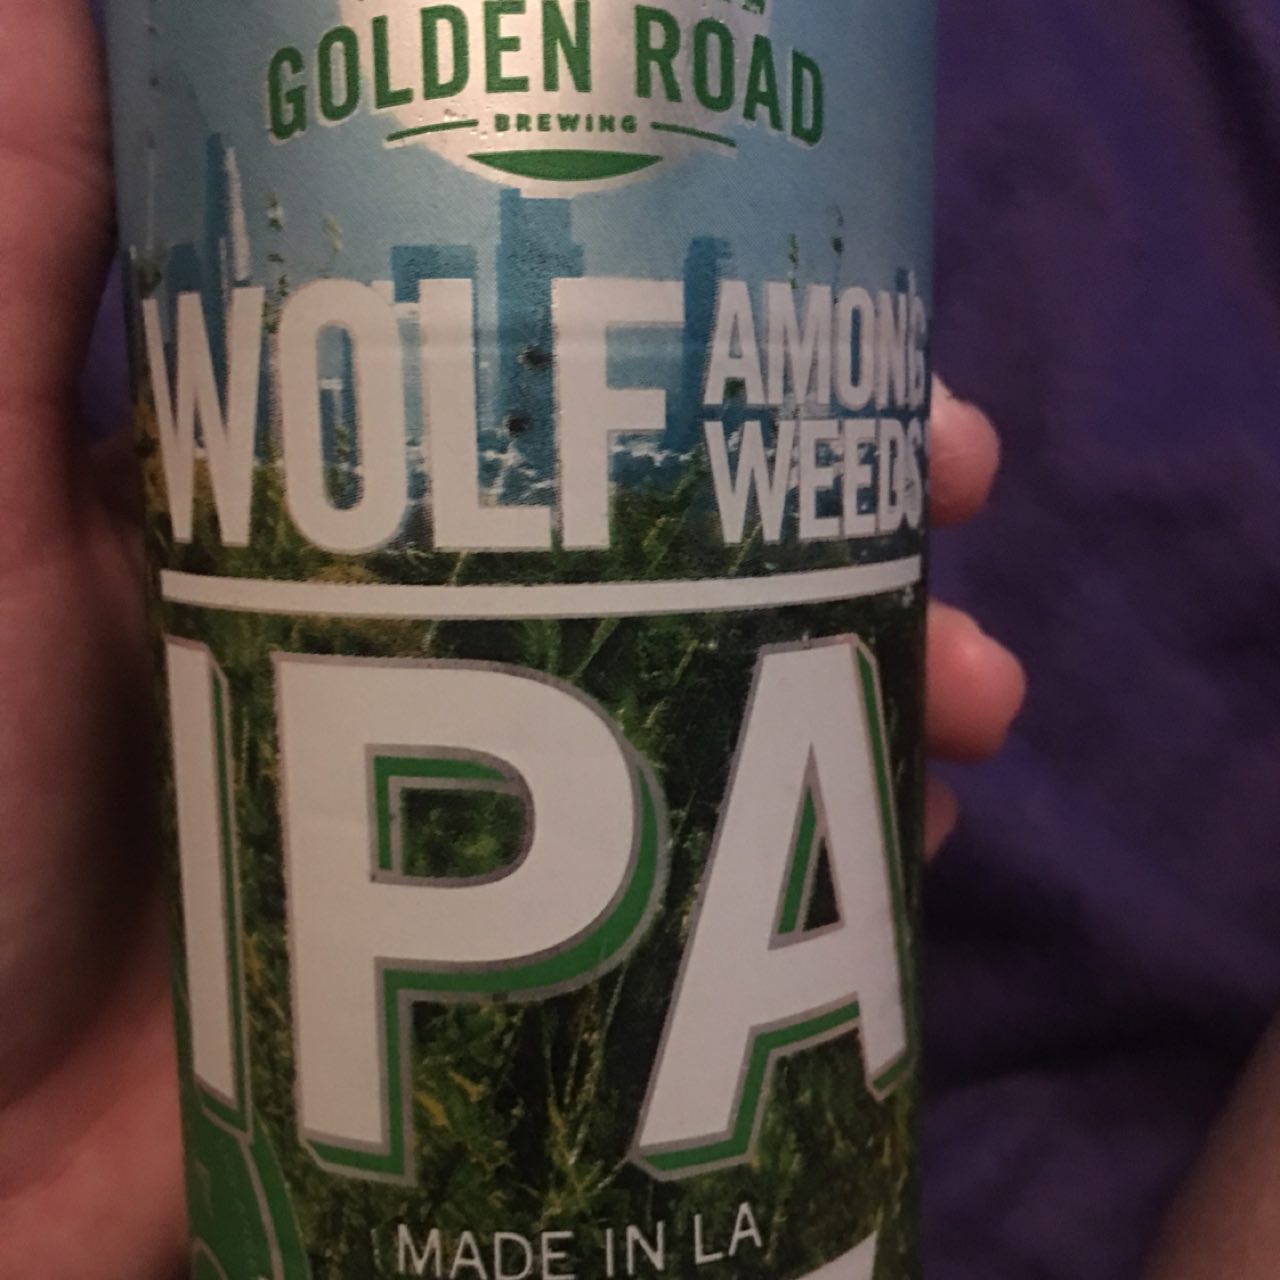 GOLDEN ROAD
BREWING
WOLF AMONG
WEEDS
IPA
MADE IN LA